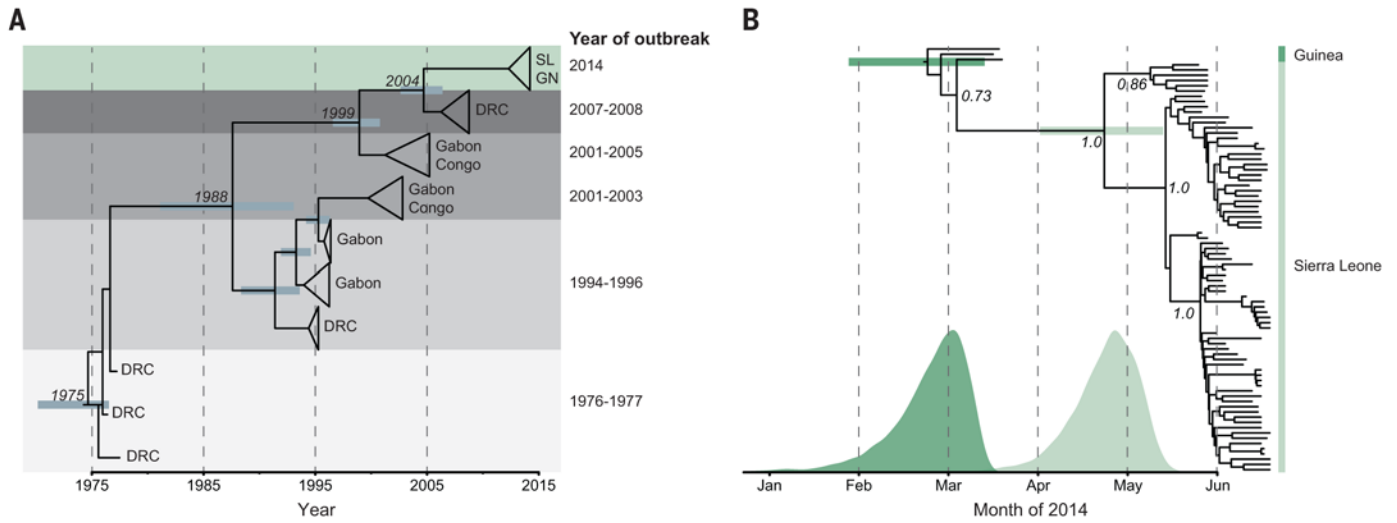 A
Year of outbreak
SL
GN
2014
2004
DRC
2007-2008
1999
Gabon
Congo
2001-2005
Gabon
Congo
2001-2003
1988
Gabon
Gabon
1994-1996
DRC
DRC
1975
DRC
1976-1977
DRC
1975
1985
1995
2005
2015
Year
B
Guinea
0.73
0.86
1.0
1.0
Sierra Leone
1.0
Jan
Feb
Mar
Apr
May
Jun
Month of 2014